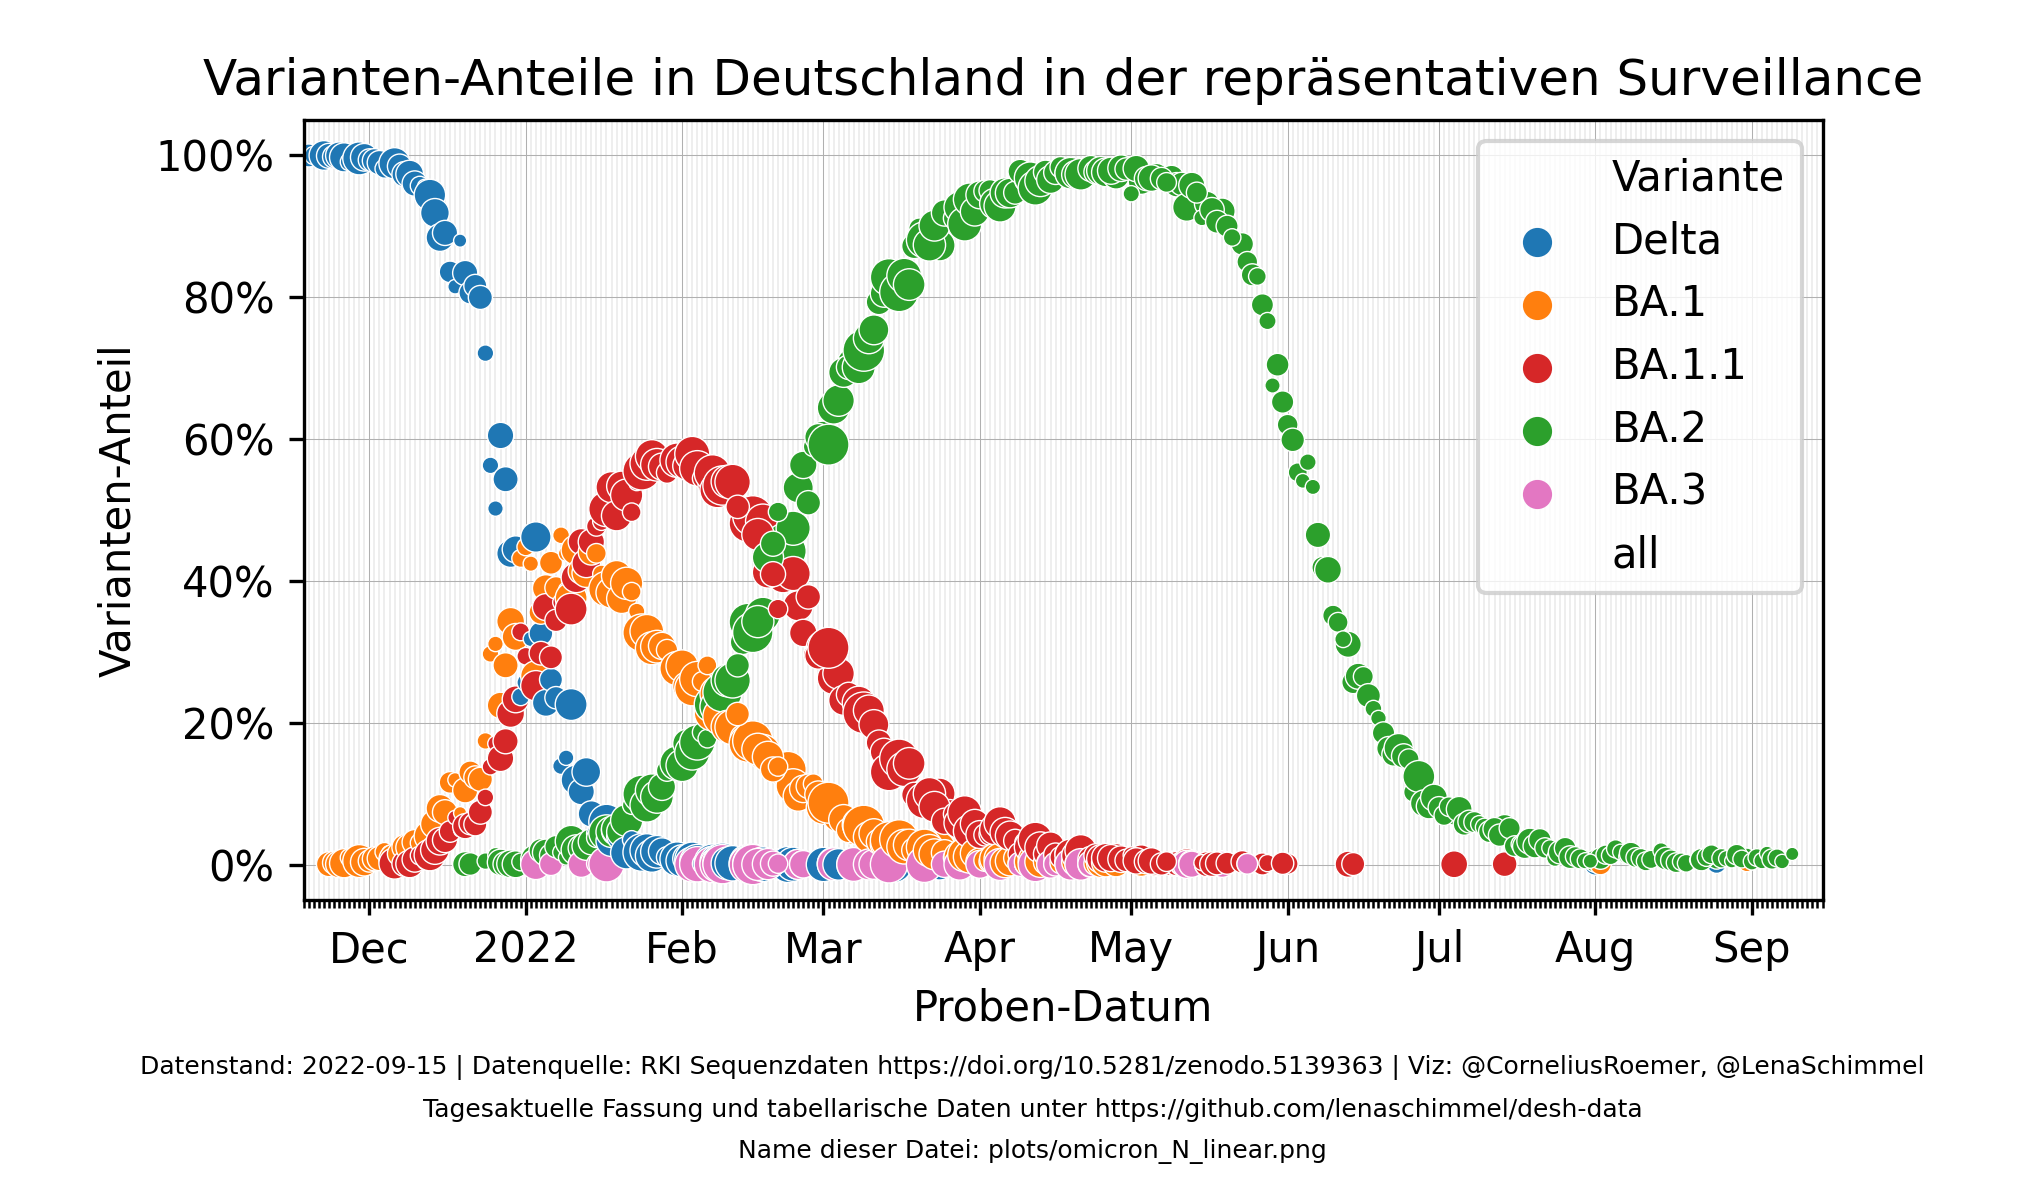 Varianten-Anteile in Deutschland in der repräsentativen Surveillance
Varianten-Anteil
100%
80%
60%
40%
20%
0%
Variante
Delta
BA.1
BA.1.1
BA.2
BA.3
all
Dec 2022 Feb Mar Apr May Jun Jul Aug Sep
Proben-Datum
Datenstand: 2022-09-15 | Datenquelle: RKI Sequenzdaten https://doi.org/10.5281/zenodo.5139363 | Viz: @CorneliusRoemer, @LenaSchimmel
Tagesaktuelle Fassung und tabellarische Daten unter https://github.com/lenaschimmel/desh-data
Name dieser Datei: plots/omicron_N_linear.png